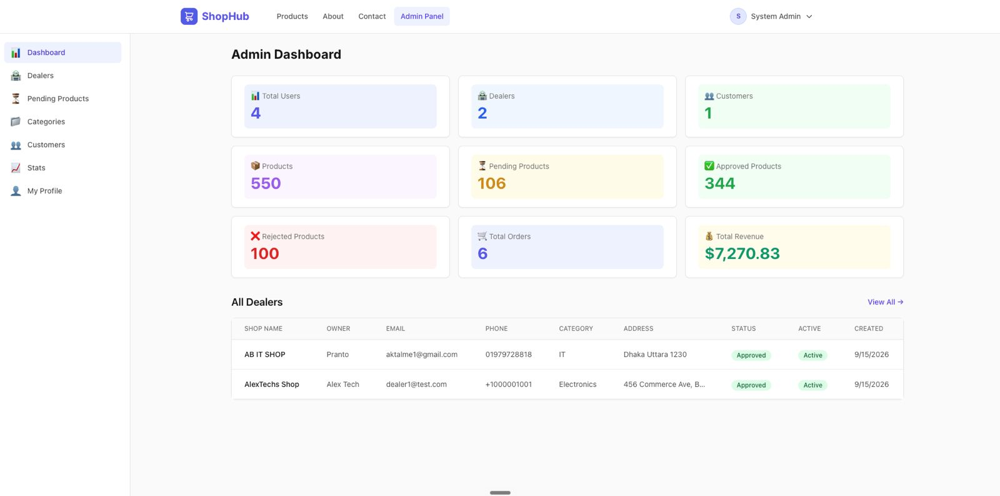 ShopHub Products About Contact Admin Panel S System Admin
Dashboard
Dealers
Pending Products
Categories
Customers
Stats
My Profile
Admin Dashboard
Total Users
4
Dealers
2
Customers
1
Products
550
Pending Products
106
Approved Products
344
Rejected Products
100
Total Orders
6
Total Revenue
$7,270.83
All Dealers View All →
SHOP NAME OWNER EMAIL PHONE CATEGORY ADDRESS STATUS ACTIVE CREATED
AB IT SHOP Pranto aktalme1@gmail.com 01979728818 IT Dhaka Uttara 1230 Approved Active 9/15/2026
AlexTechs Shop Alex Tech dealer1@test.com +1000001001 Electronics 456 Commerce Ave, B... Approved Active 9/15/2026